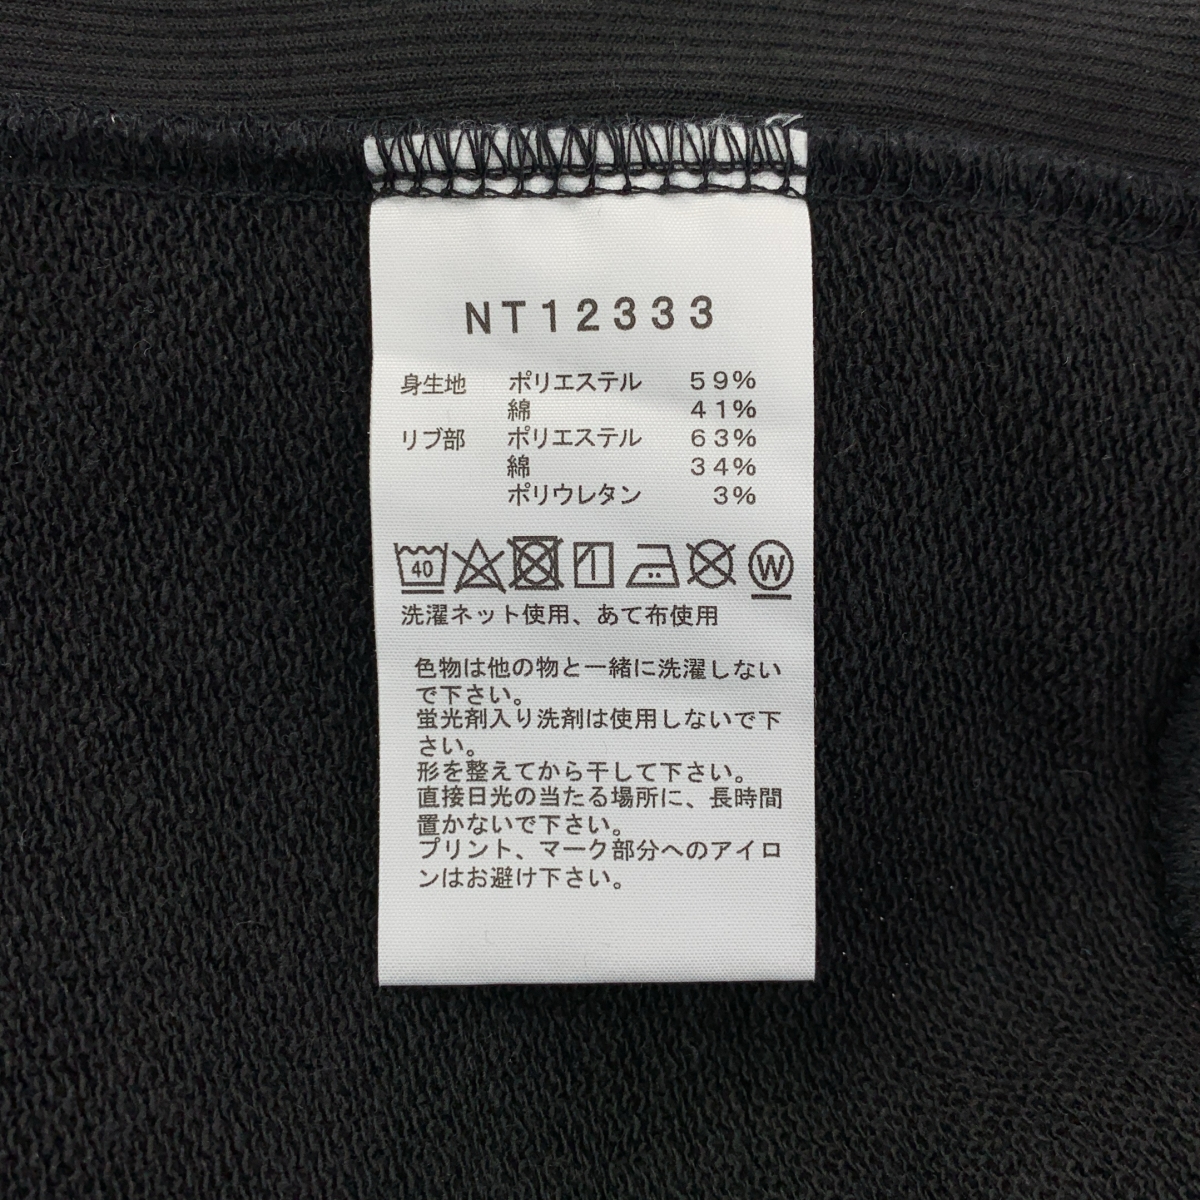 NT12333
身生地 ポリエステル 59%
綿 41%
リブ部 ポリエステル 63%
綿 34%
ポリウレタン 3%
40 W
洗濯ネット使用、あて布使用
色物は他の物と一緒に洗濯しない
で下さい。
蛍光剤入り洗剤は使用しないで下
さい。
形を整えてから干して下さい。
直接日光の当たる場所に、長時間
置かないで下さい。
プリント、マーク部分へのアイロ
ンはお避け下さい。